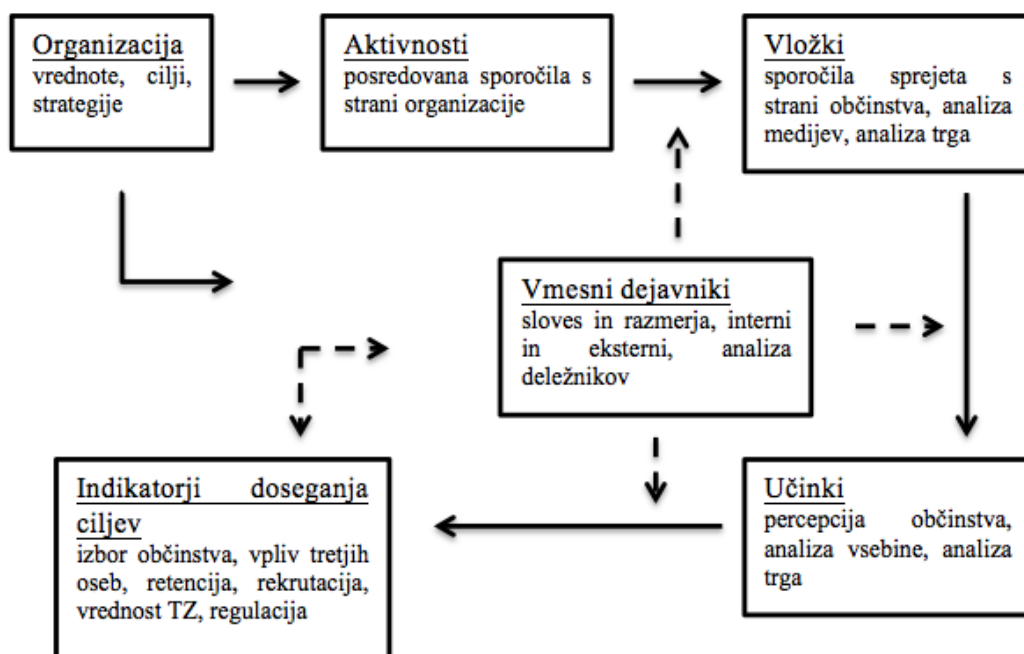 Organizacija
vrednote, cilji,
strategije
Aktivnosti
posredovana sporočila s
strani organizacije
Vložki
sporočila sprejeta s
strani občinstva, analiza
medijev, analiza trga
Vmesni dejavniki
sloves in razmerja, interni
in eksterni, analiza
deležnikov
Indikatorji doseganja
ciljev
izbor občinstva, vpliv tretjih
oseb, retencija, rekrutacija,
vrednost TZ, regulacija
Učinki
percepcija občinstva,
analiza vsebine, analiza
trga